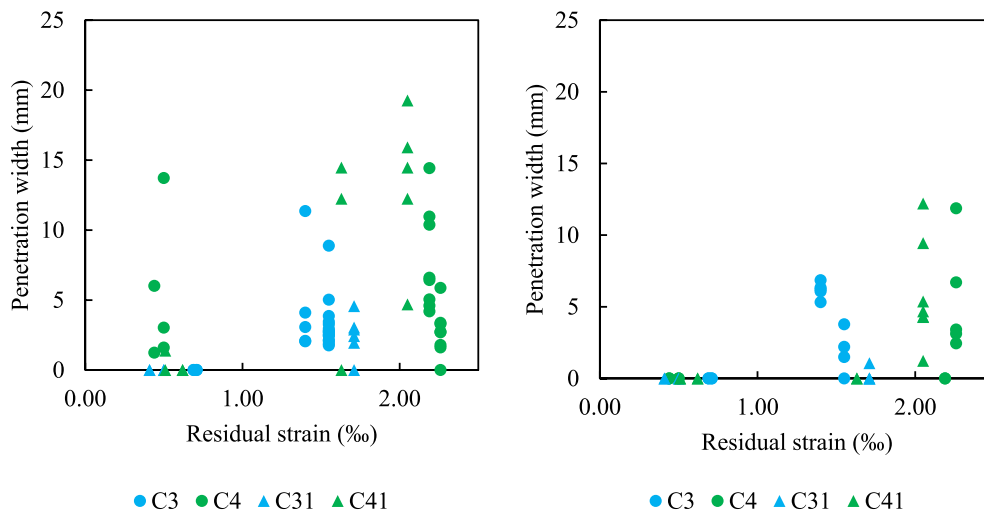 25
20
15
10
5
0
Penetration width (mm)
0.00 1.00 2.00
Residual strain (‰)
C3 C4 C31 C41
25
20
15
10
5
0
Penetration width (mm)
0.00 1.00 2.00
Residual strain (‰)
C3 C4 C31 C41